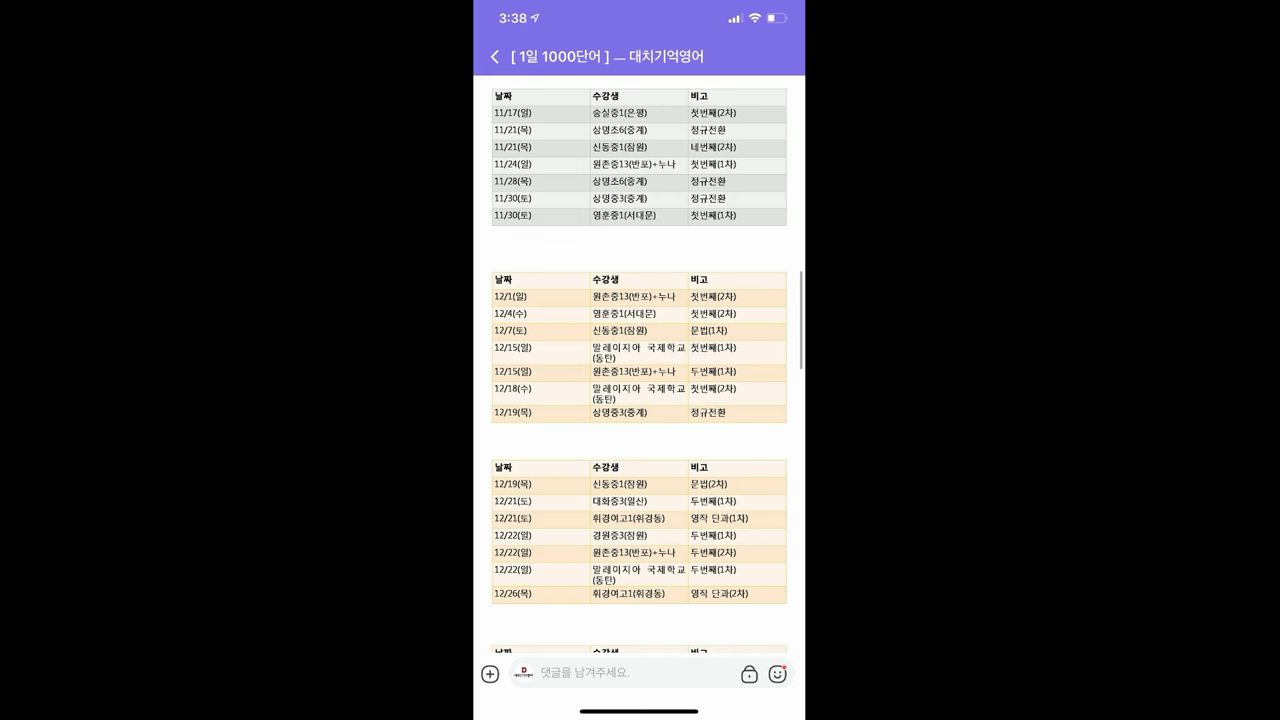 3:38
[ 1일 1000단어 ] — 대치기억영어
날짜 수강생 비고
11/17(일) 숭실중1(은평) 첫번째(2차)
11/21(목) 상명초6(중계) 정규전환
11/21(목) 신동중1(잠원) 네번째(2차)
11/24(일) 원촌중13(반포)+누나 첫번째(1차)
11/28(목) 상명초6(중계) 정규전환
11/30(토) 상명중3(중계) 정규전환
11/30(토) 영훈중1(서대문) 첫번째(1차)
날짜 수강생 비고
12/1(일) 원촌중13(반포)+누나 첫번째(2차)
12/4(수) 영훈중1(서대문) 첫번째(2차)
12/7(토) 신동중1(잠원) 문법(1차)
12/15(일) 말레이지아 국제학교 첫번째(1차)
(동탄)
12/15(일) 원촌중13(반포)+누나 두번째(1차)
12/18(수) 말레이지아 국제학교 첫번째(2차)
(동탄)
12/19(목) 상명중3(중계) 정규전환
날짜 수강생 비고
12/19(목) 신동중1(잠원) 문법(2차)
12/21(토) 대화중3(일산) 두번째(1차)
12/21(토) 휘경여고1(휘경동) 영작 단과(1차)
12/22(일) 경원중3(잠원) 두번째(1차)
12/22(일) 원촌중13(반포)+누나 두번째(2차)
12/22(일) 말레이지아 국제학교 두번째(1차)
(동탄)
12/26(목) 휘경여고1(휘경동) 영작 단과(2차)
날짜 수강생 비고
D
대치기억영어
댓글을 남겨주세요.